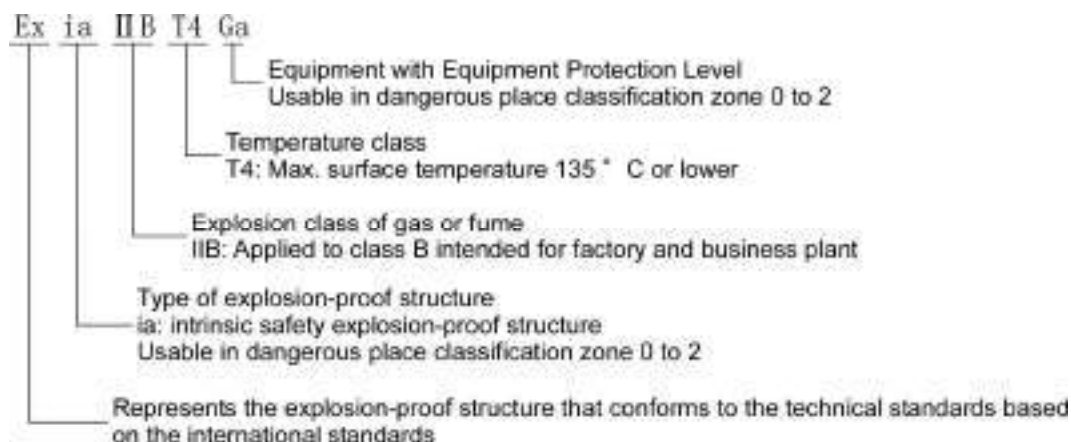 Ex ia ⅡB T4 Ga
Equipment with Equipment Protection Level
Usable in dangerous place classification zone 0 to 2
Temperature class
T4: Max. surface temperature 135 ° C or lower
Explosion class of gas or fume
IIB: Applied to class B intended for factory and business plant
Type of explosion-proof structure
ia: intrinsic safety explosion-proof structure
Usable in dangerous place classification zone 0 to 2
Represents the explosion-proof structure that conforms to the technical standards based
on the international standards